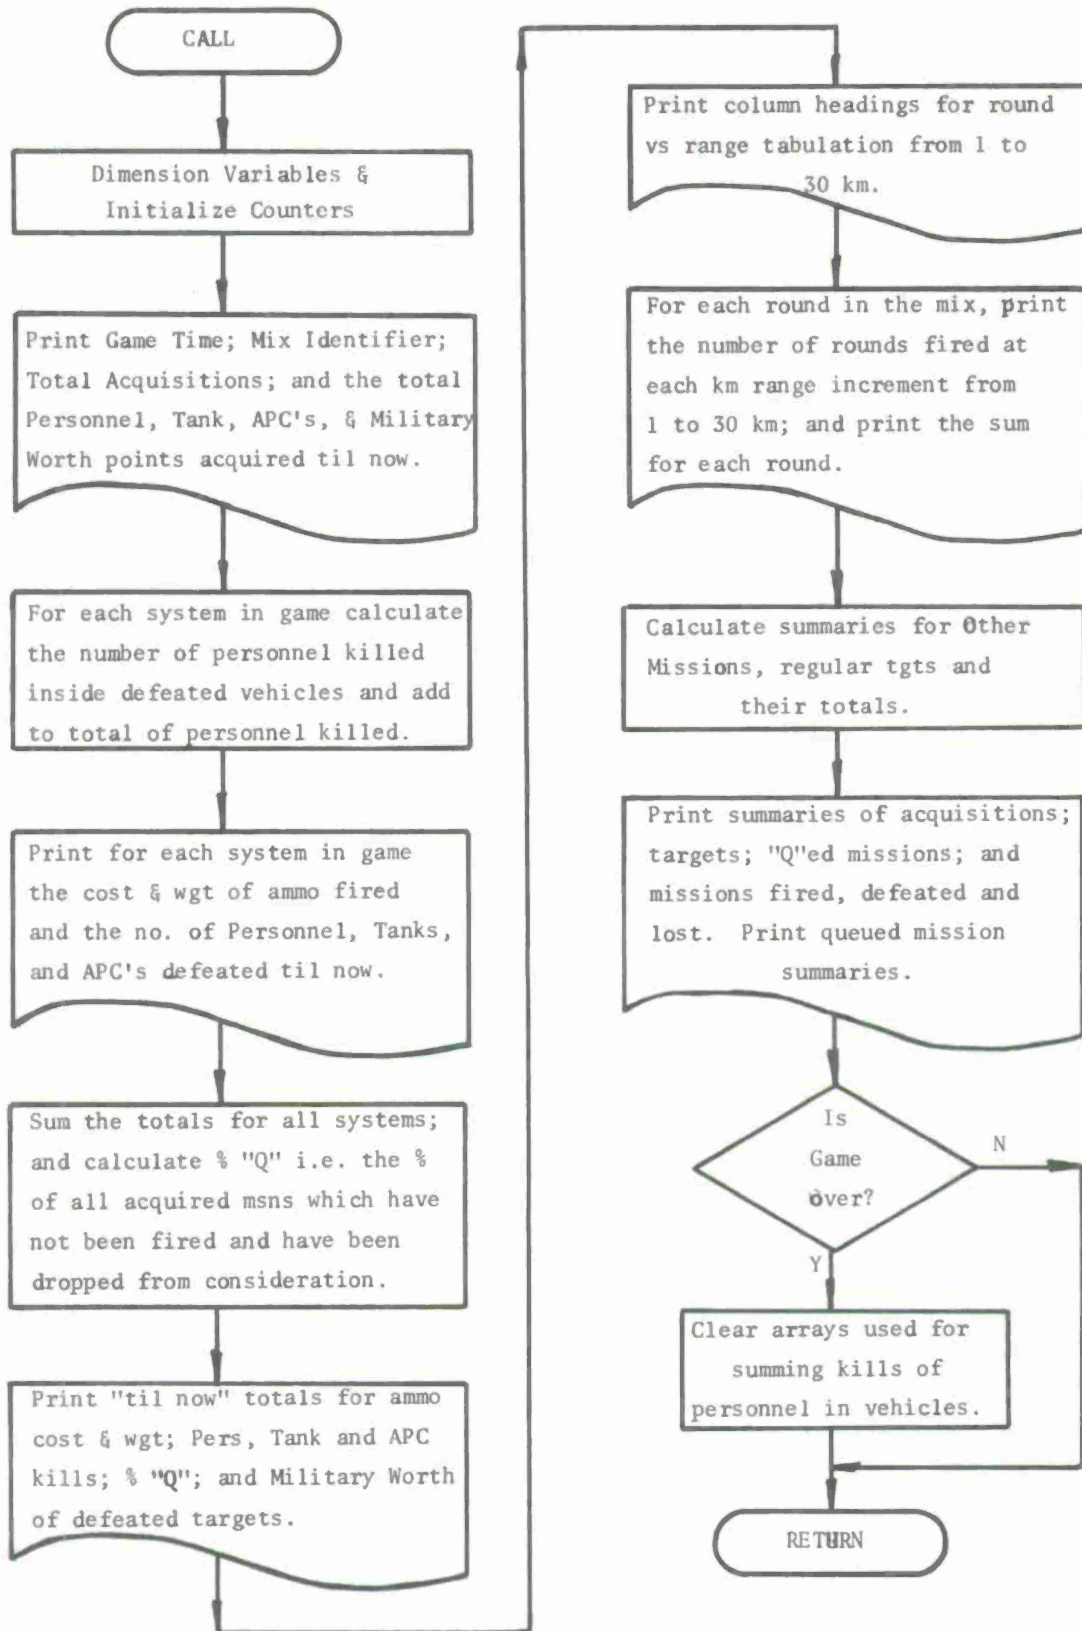 CALL
Dimension Variables &
Initialize Counters
Print Game Time; Mix Identifier;
Total Acquisitions; and the total
Personnel, Tank, APC's, & Military
Worth points acquired til now.
For each system in game calculate
the number of personnel killed
inside defeated vehicles and add
to total of personnel killed.
Print for each system in game
the cost & wgt of ammo fired
and the no. of Personnel, Tanks,
and APC's defeated til now.
Sum the totals for all systems;
and calculate % "Q" i.e. the %
of all acquired msns which have
not been fired and have been
dropped from consideration.
Print "til now" totals for ammo
cost & wgt; Pers, Tank and APC
kills; % "Q"; and Military Worth
of defeated targets.
Print column headings for round
vs range tabulation from 1 to
30 km.
For each round in the mix, print
the number of rounds fired at
each km range increment from
1 to 30 km; and print the sum
for each round.
Calculate summaries for Other
Missions, regular tgts and
their totals.
Print summaries of acquisitions;
targets; "Q"ed missions; and
missions fired, defeated and
lost. Print queued mission
summaries.
Is
Game
over?
N
Y
Clear arrays used for
summing kills of
personnel in vehicles.
RETURN